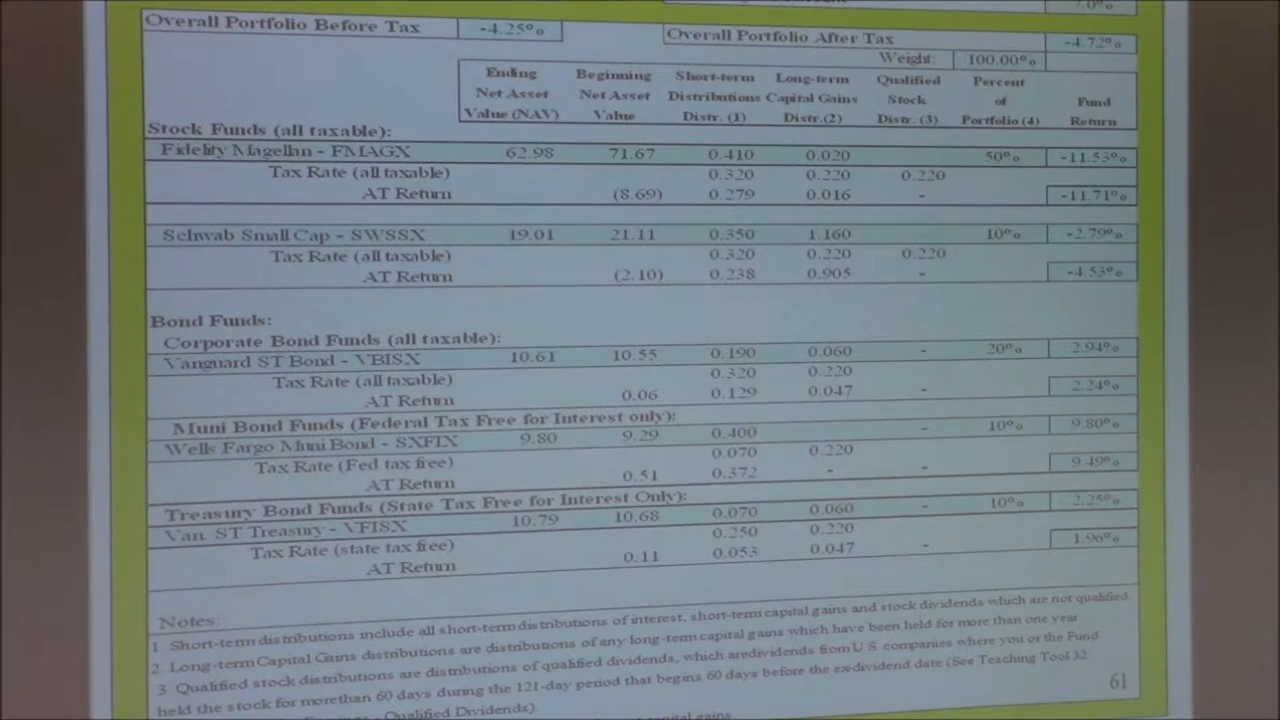 7.0%
Overall Portfolio Before Tax -4.25% Overall Portfolio After Tax -4.72%
Weight: 100.00%
Ending Beginning Short-term Long-term Qualified Percent
Net Asset Net Asset Distributions Capital Gains Stock of Fund
Value (NAV) Value Distr. (1) Distr.(2) Distr. (3) Portfolio (4) Return
Stock Funds (all taxable):
Fidelity Magellan - FMAGX 62.98 71.67 0.410 0.020 50% -11.53%
Tax Rate (all taxable) 0.320 0.220 0.220
AT Return (8.69) 0.279 0.016 - -11.71%
Schwab Small Cap - SWSSX 19.01 21.11 0.350 1.160 10% -2.79%
Tax Rate (all taxable) 0.320 0.220 0.220
AT Return (2.10) 0.238 0.905 - -4.53%
Bond Funds:
Corporate Bond Funds (all taxable):
Vanguard ST Bond - VBISX 10.61 10.55 0.190 0.060 - 20% 2.94%
Tax Rate (all taxable) 0.320 0.220
AT Return 0.06 0.129 0.047 - 2.24%
Muni Bond Funds (Federal Tax Free for Interest only):
Wells Fargo Muni Bond - SXFIX 9.80 9.29 0.400 - 10% 9.80%
Tax Rate (Fed tax free) 0.070 0.220
AT Return 0.51 0.372 - - 9.49%
Treasury Bond Funds (State Tax Free for Interest Only):
Van. ST Treasury - VFISX 10.79 10.68 0.070 0.060 - 10% 2.25%
Tax Rate (state tax free) 0.250 0.220
AT Return 0.11 0.053 0.047 - 1.96%
Notes:
1 Short-term distributions include all short-term distributions of interest, short-term capital gains and stock dividends which are not qualified
2. Long-term Capital Gains distributions are distributions of any long-term capital gains which have been held for more than one year
3 Qualified stock distributions are distributions of qualified dividends, which aredividends from U.S. companies where you or the Fund
held the stock for morethan 60 days during the 121-day period that begins 60 days before the ex-dividend date (See Teaching Tool 32
- Qualified Dividends).
capital gains
61